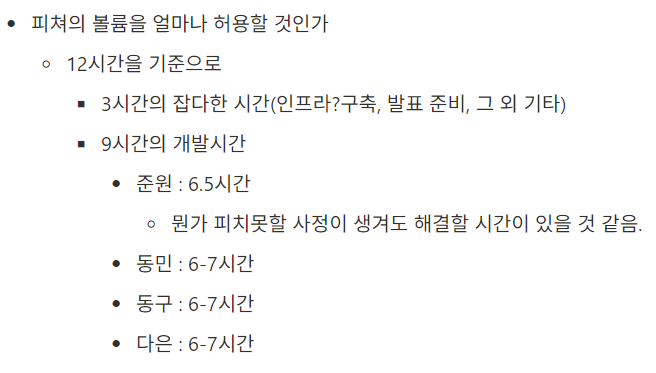 피쳐의 볼륨을 얼마나 허용할 것인가
12시간을 기준으로
3시간의 잡다한 시간(인프라?구축, 발표 준비, 그 외 기타)
9시간의 개발시간
준원 : 6.5시간
뭔가 피치못할 사정이 생겨도 해결할 시간이 있을 것 같음.
동민 : 6-7시간
동구 : 6-7시간
다은 : 6-7시간